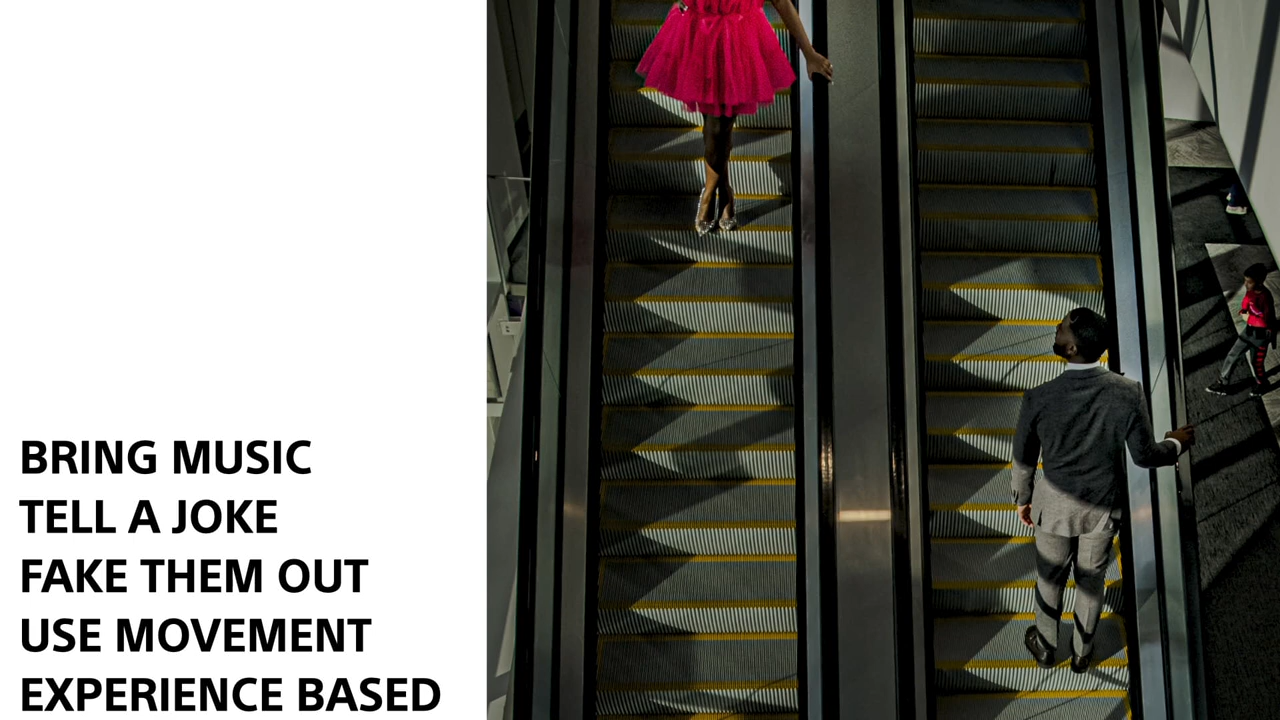 BRING MUSIC
TELL A JOKE
FAKE THEM OUT
USE MOVEMENT
EXPERIENCE BASED